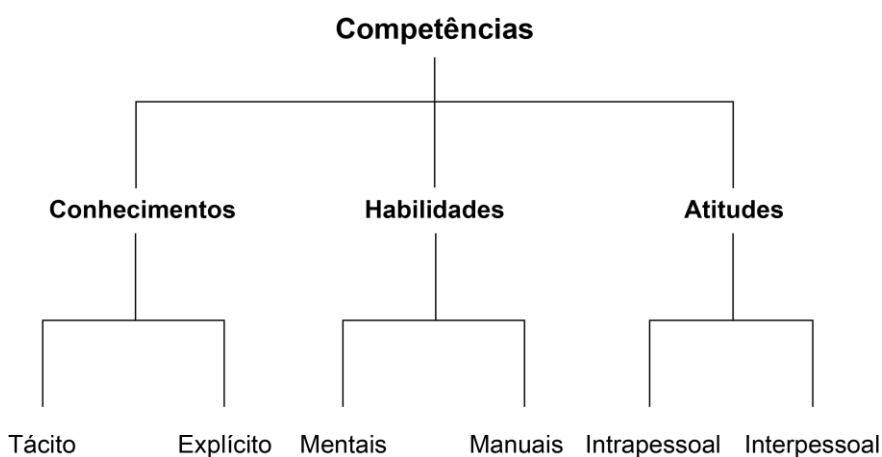 Competências
Conhecimentos Habilidades Atitudes
Tácito Explícito Mentais Manuais Intrapessoal Interpessoal